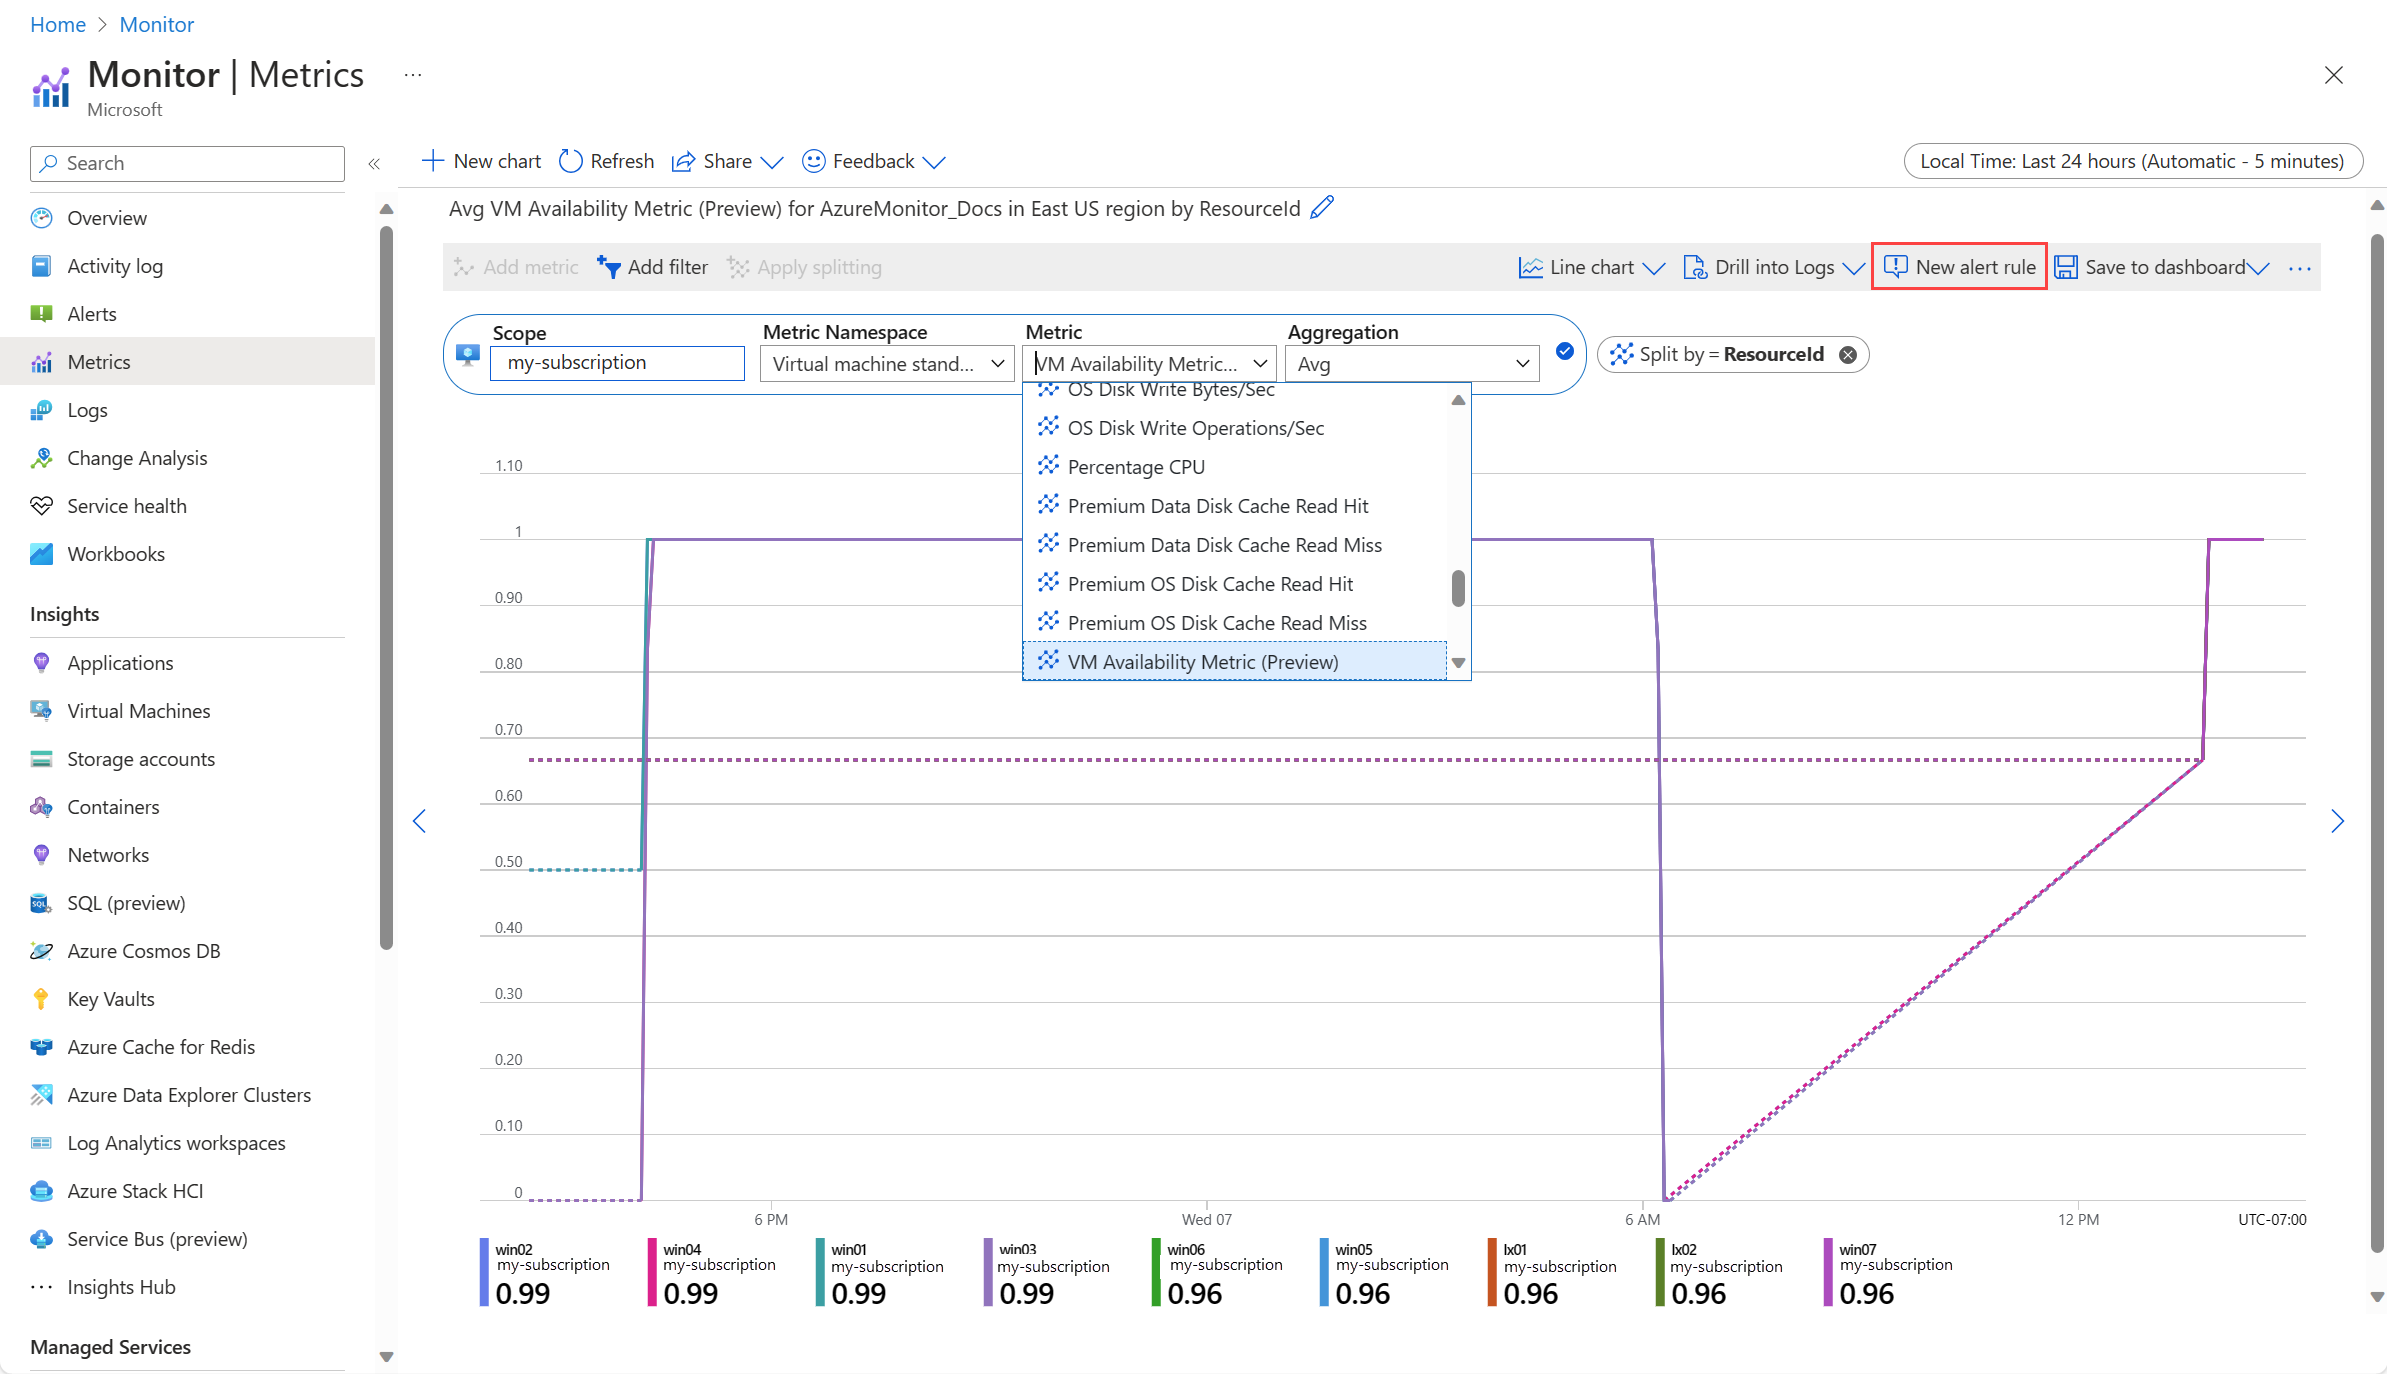 Home > Monitor
Monitor | Metrics ...
Microsoft
Search
«
Overview
Activity log
Alerts
Metrics
Logs
Change Analysis
Service health
Workbooks
Insights
Applications
Virtual Machines
Storage accounts
Containers
Networks
SQL (preview)
Azure Cosmos DB
Key Vaults
Azure Cache for Redis
Azure Data Explorer Clusters
Log Analytics workspaces
Azure Stack HCI
Service Bus (preview)
... Insights Hub
Managed Services
New chart Refresh Share Feedback
Local Time: Last 24 hours (Automatic - 5 minutes)
Avg VM Availability Metric (Preview) for AzureMonitor_Docs in East US region by ResourceId
Add metric Add filter Apply splitting
Line chart Drill into Logs New alert rule Save to dashboard ...
Scope
my-subscription
Metric Namespace
Virtual machine stand...
Metric
VM Availability Metric...
Aggregation
Avg
Split by = ResourceId
OS Disk Write Bytes/Sec
OS Disk Write Operations/Sec
Percentage CPU
Premium Data Disk Cache Read Hit
Premium Data Disk Cache Read Miss
Premium OS Disk Cache Read Hit
Premium OS Disk Cache Read Miss
VM Availability Metric (Preview)
1.10
1
0.90
0.80
0.70
0.60
0.50
0.40
0.30
0.20
0.10
0
6 PM Wed 07 6 AM 12 PM UTC-07:00
win02
my-subscription
0.99
win04
my-subscription
0.99
win01
my-subscription
0.99
win03
my-subscription
0.99
win06
my-subscription
0.96
win05
my-subscription
0.96
lx01
my-subscription
0.96
lx02
my-subscription
0.96
win07
my-subscription
0.96